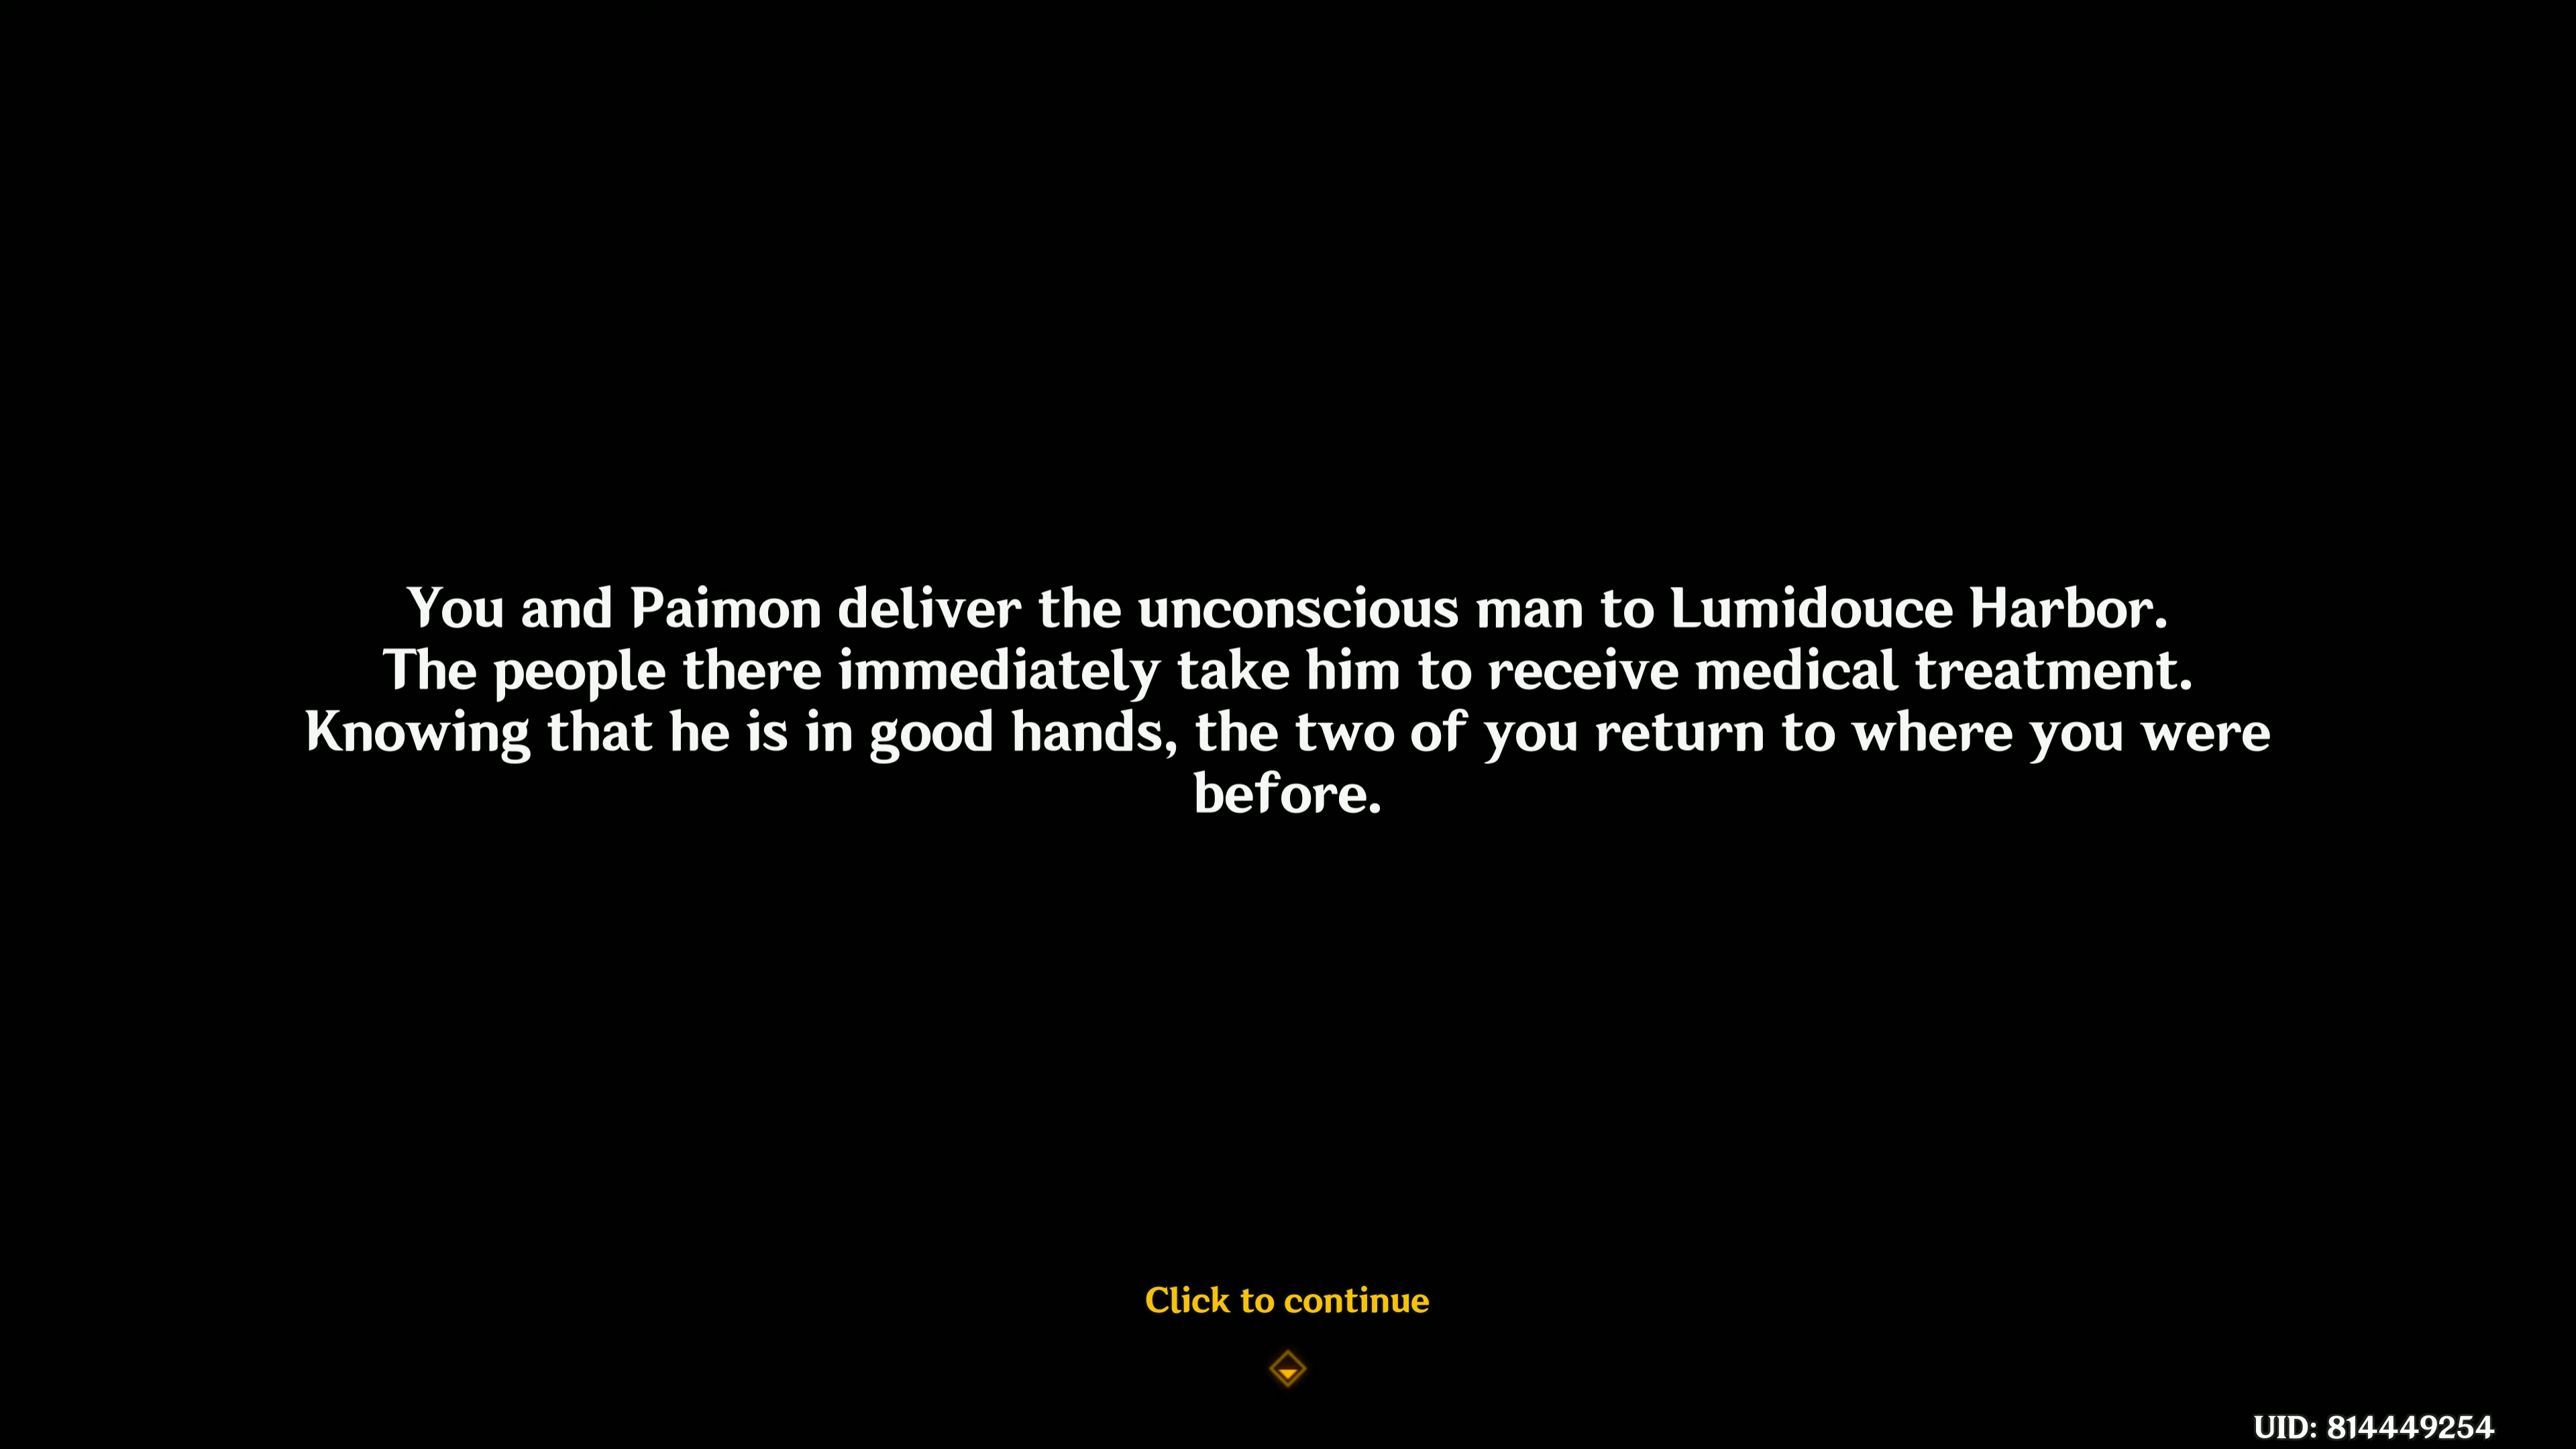 You and Paimon deliver the unconscious man to Lumidouce Harbor.
The people there immediately take him to receive medical treatment.
Knowing that he is in good hands, the two of you return to where you were
before.
Click to continue
UID: 814449254